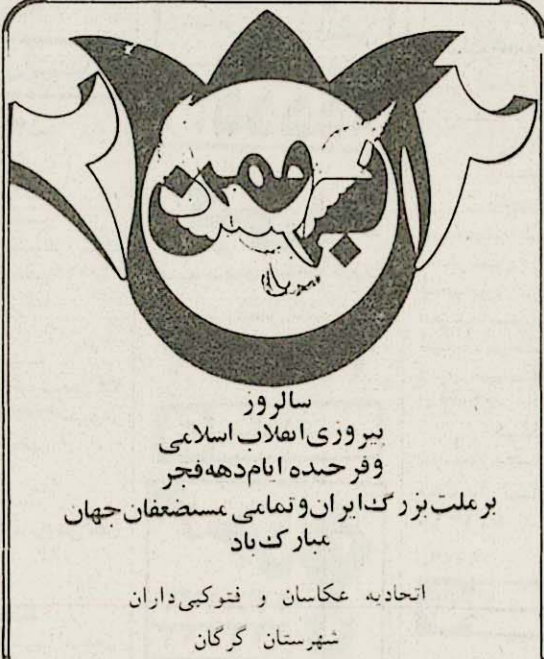 ۲۲
بهمن
سالروز
پیروزی انقلاب اسلامی
و فرخنده ایام دهه فجر
بر ملت بزرگ ایران و تمامی مستضعفان جهان
مبارک باد
اتحادیه عکاسان و فتوکپی‌داران
شهرستان گرگان